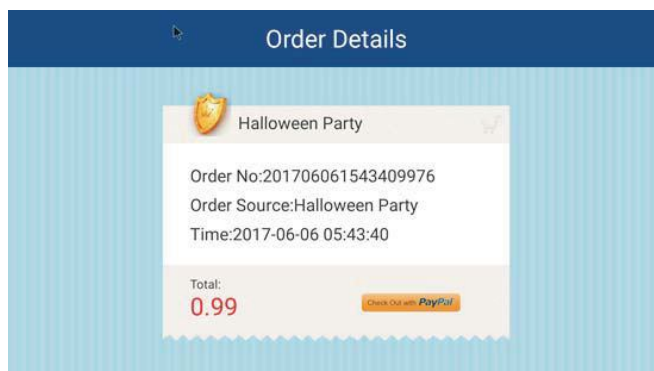 Order Details
Halloween Party
Order No:201706061543409976
Order Source:Halloween Party
Time:2017-06-06 05:43:40
Total:
0.99
Check Out with PayPal